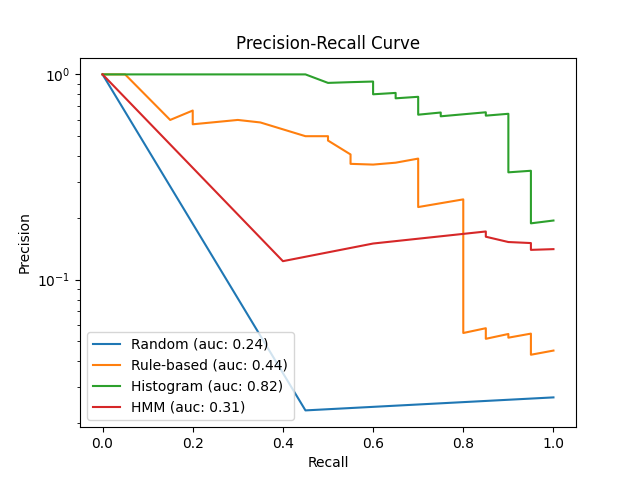 Precision-Recall Curve
Precision
10⁰
10⁻¹
Random (auc: 0.24)
Rule-based (auc: 0.44)
Histogram (auc: 0.82)
HMM (auc: 0.31)
0.0 0.2 0.4 0.6 0.8 1.0
Recall